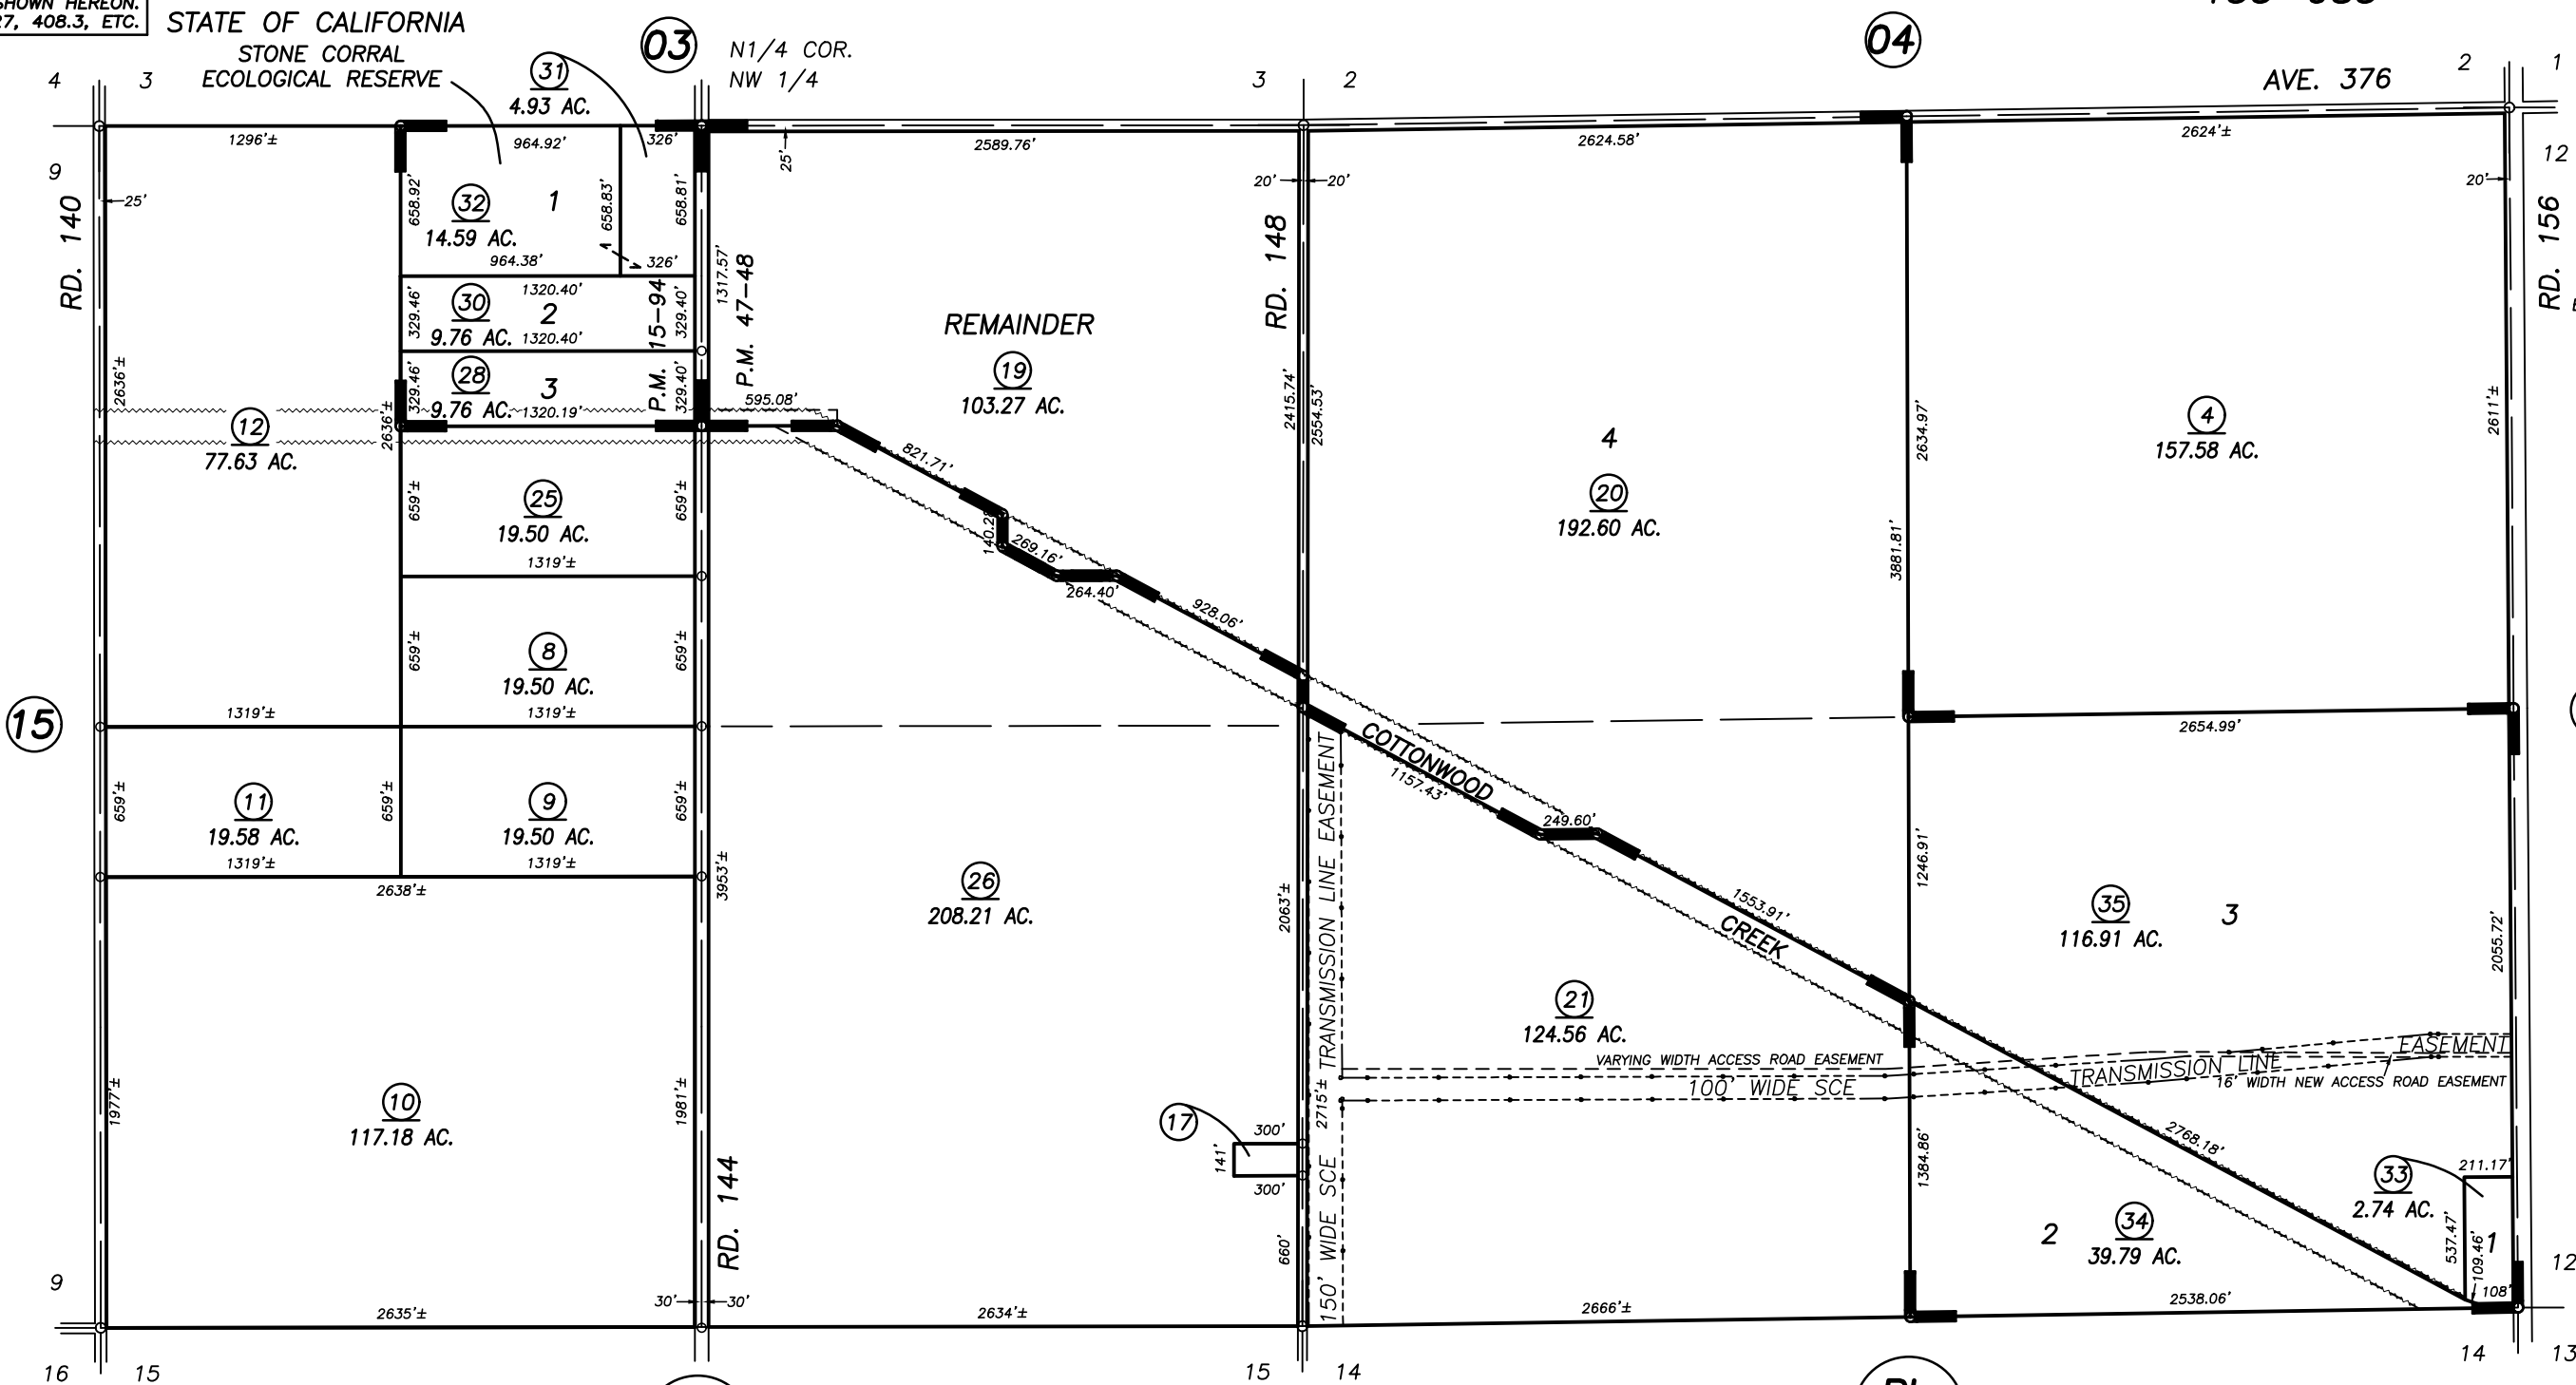 SHOWN HEREON.
27, 408.3, ETC.
STATE OF CALIFORNIA
STONE CORRAL
ECOLOGICAL RESERVE
31
4.93 AC.
03
N1/4 COR.
NW 1/4
04
AVE. 376
4
3
3
2
2
1
9
12
1296'±
964.92'
326'
2589.76'
25'
2624.58'
2624'±
RD. 140
25'
658.92'
32
1
14.59 AC.
964.38'
658.83'
326'
658.81'
1317.57'
20'
20'
20'
RD. 148
RD. 156
329.46'
30
9.76 AC.
1320.40'
2
1320.40'
329.40'
P.M. 15-94
P.M. 47-48
REMAINDER
19
103.27 AC.
329.46'
28
9.76 AC.
3
1320.19'
329.40'
595.08'
2636'±
2636'±
12
77.63 AC.
2415.74'
2554.53'
4
20
192.60 AC.
2634.97'
3881.81'
4
157.58 AC.
2611'±
821.71'
140.28'
269.16'
264.40'
928.06'
659'±
25
19.50 AC.
1319'±
659'±
659'±
8
19.50 AC.
1319'±
659'±
1319'±
15
659'±
11
19.58 AC.
1319'±
659'±
9
19.50 AC.
1319'±
659'±
2638'±
3953'±
26
208.21 AC.
2063'±
COTTONWOOD
1157.43'
249.60'
1553.91'
CREEK
2654.99'
1246.91'
35
116.91 AC.
3
2055.72'
21
124.56 AC.
VARYING WIDTH ACCESS ROAD EASEMENT
100' WIDE SCE
TRANSMISSION LINE
EASEMENT
16' WIDTH NEW ACCESS ROAD EASEMENT
150' WIDE SCE
2715'±
TRANSMISSION LINE EASEMENT
1977'±
10
117.18 AC.
1981'±
RD. 144
17
300'
141'
300'
660'
1384.86'
2768.18'
2
34
39.79 AC.
33
2.74 AC.
211.17'
537.47'
109.46'
1
108'
9
12
2635'±
30'
30'
2634'±
2666'±
2538.06'
16
15
15
14
14
13